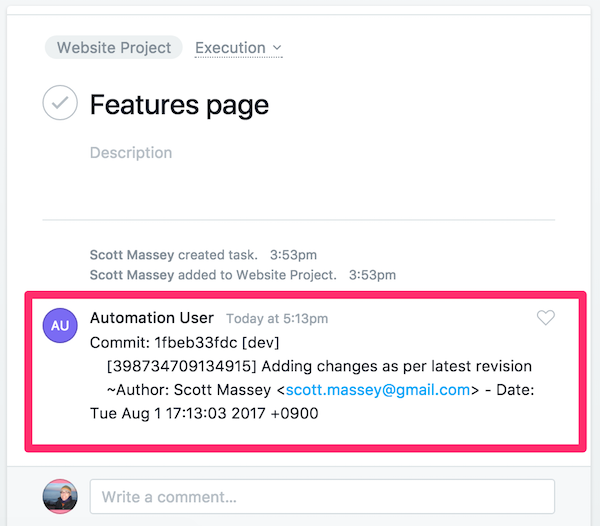 Website Project Execution
Features page
Description
Scott Massey created task. 3:53pm
Scott Massey added to Website Project. 3:53pm
AU Automation User Today at 5:13pm
Commit: 1fbeb33fdc [dev]
[398734709134915] Adding changes as per latest revision
~Author: Scott Massey <scott.massey@gmail.com> - Date:
Tue Aug 1 17:13:03 2017 +0900
Write a comment...